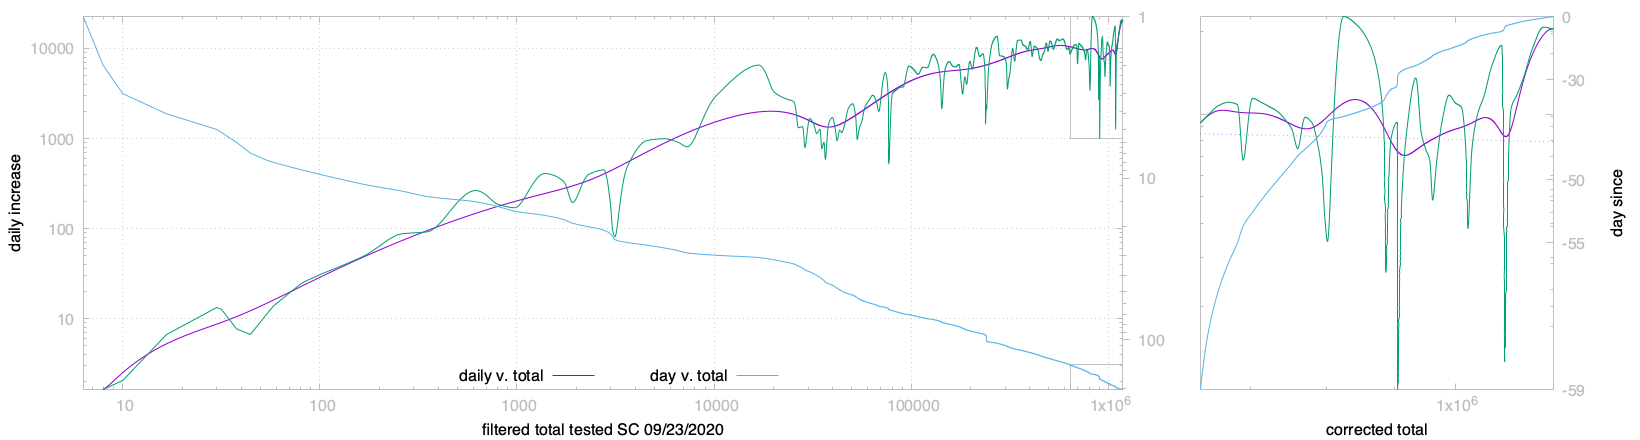 10000
1000
100
10
daily increase
1
10
100
daily v. total
day v. total
10
100
1000
10000
100000
1x10⁶
filtered total tested SC 09/23/2020
0
-30
-50
-55
-59
day since
1x10⁶
corrected total